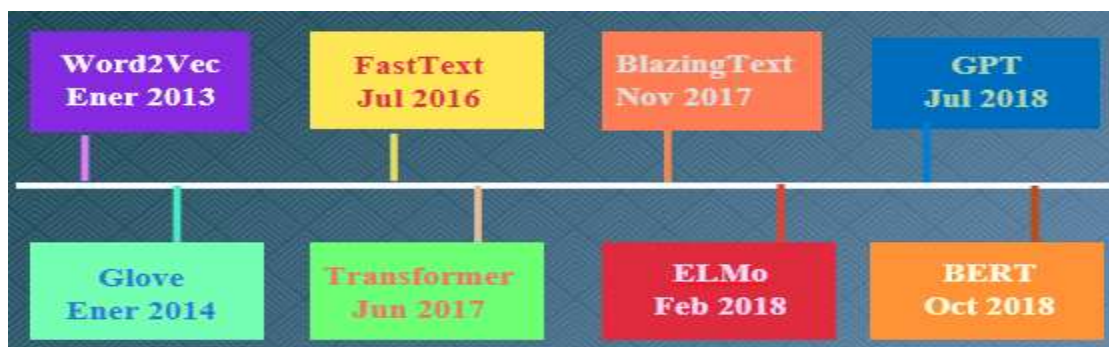 Word2Vec
Ener 2013
FastText
Jul 2016
BlazingText
Nov 2017
GPT
Jul 2018
Glove
Ener 2014
Transformer
Jun 2017
ELMo
Feb 2018
BERT
Oct 2018